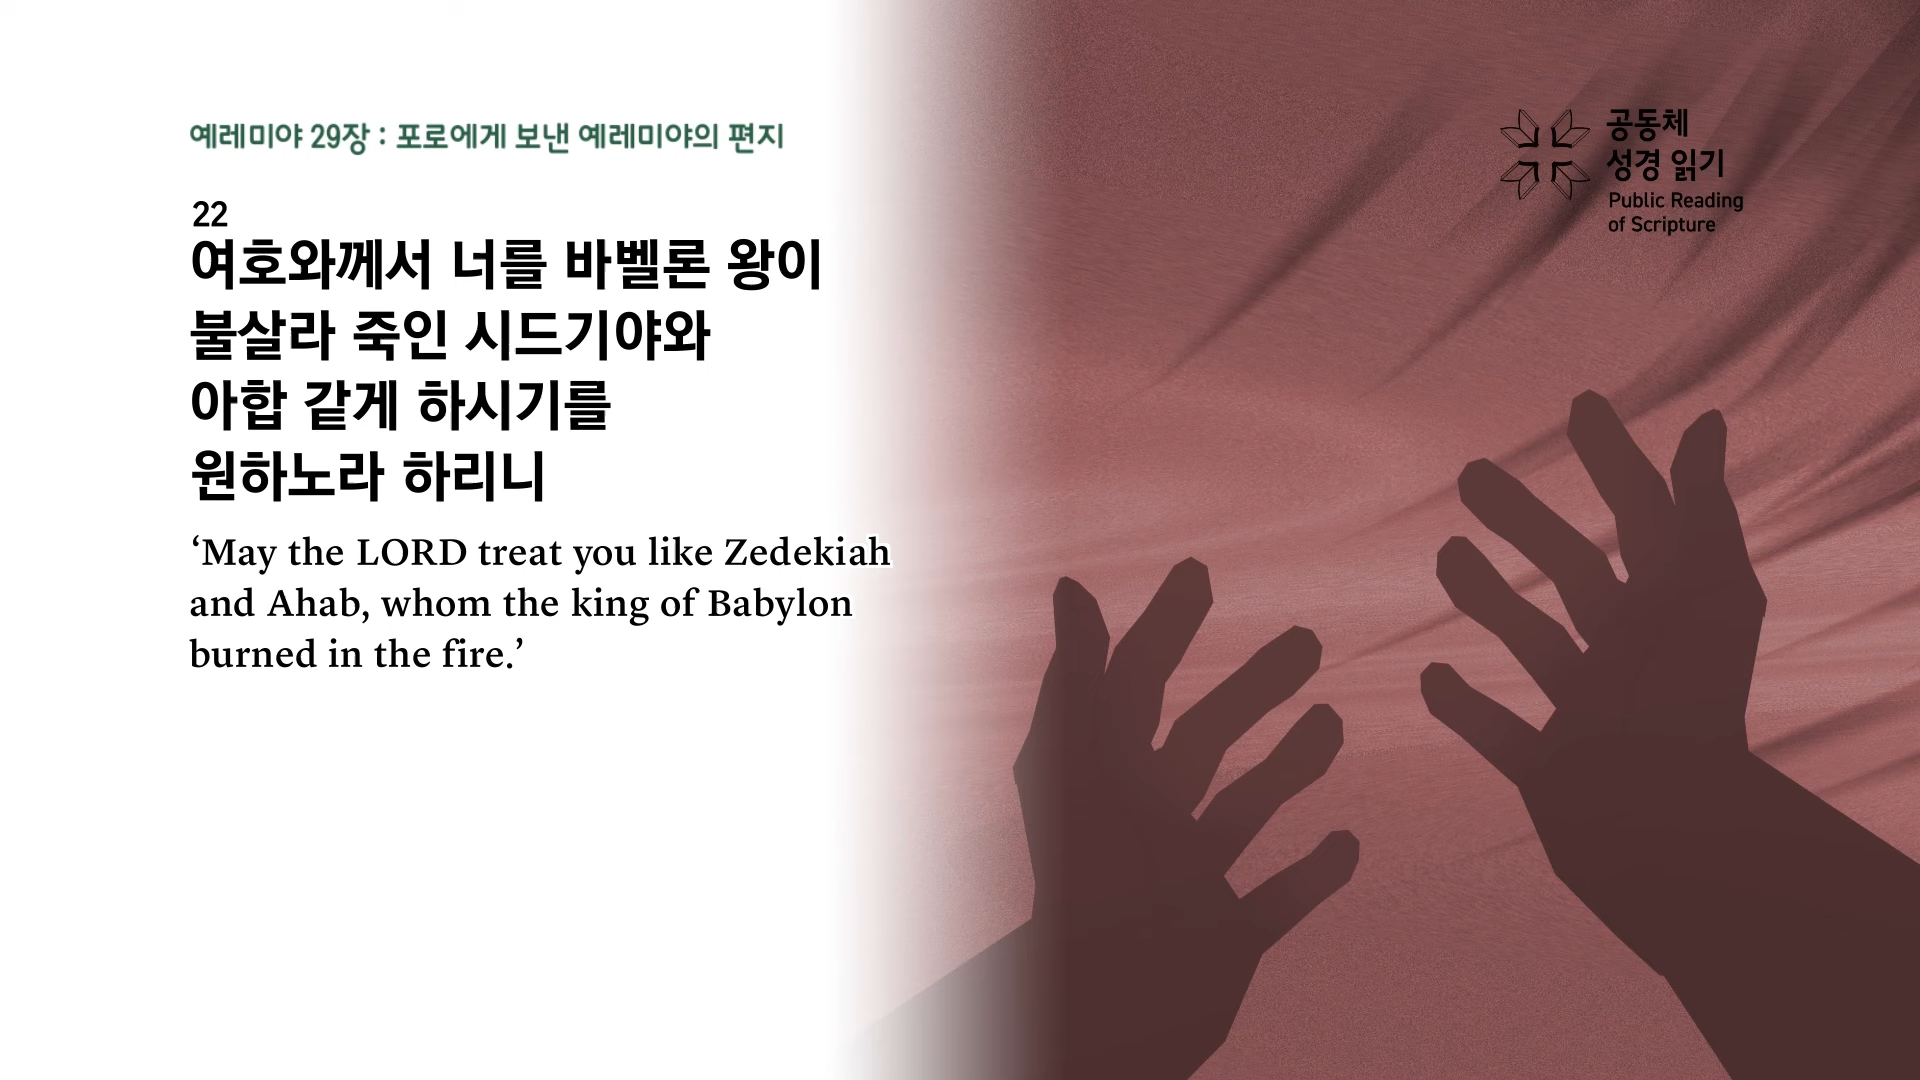 예레미야 29장 : 포로에게 보낸 예레미야의 편지
22
여호와께서 너를 바벨론 왕이
불살라 죽인 시드기야와
아합 같게 하시기를
원하노라 하리니
‘May the LORD treat you like Zedekiah
and Ahab, whom the king of Babylon
burned in the fire.’
공동체
성경 읽기
Public Reading
of Scripture